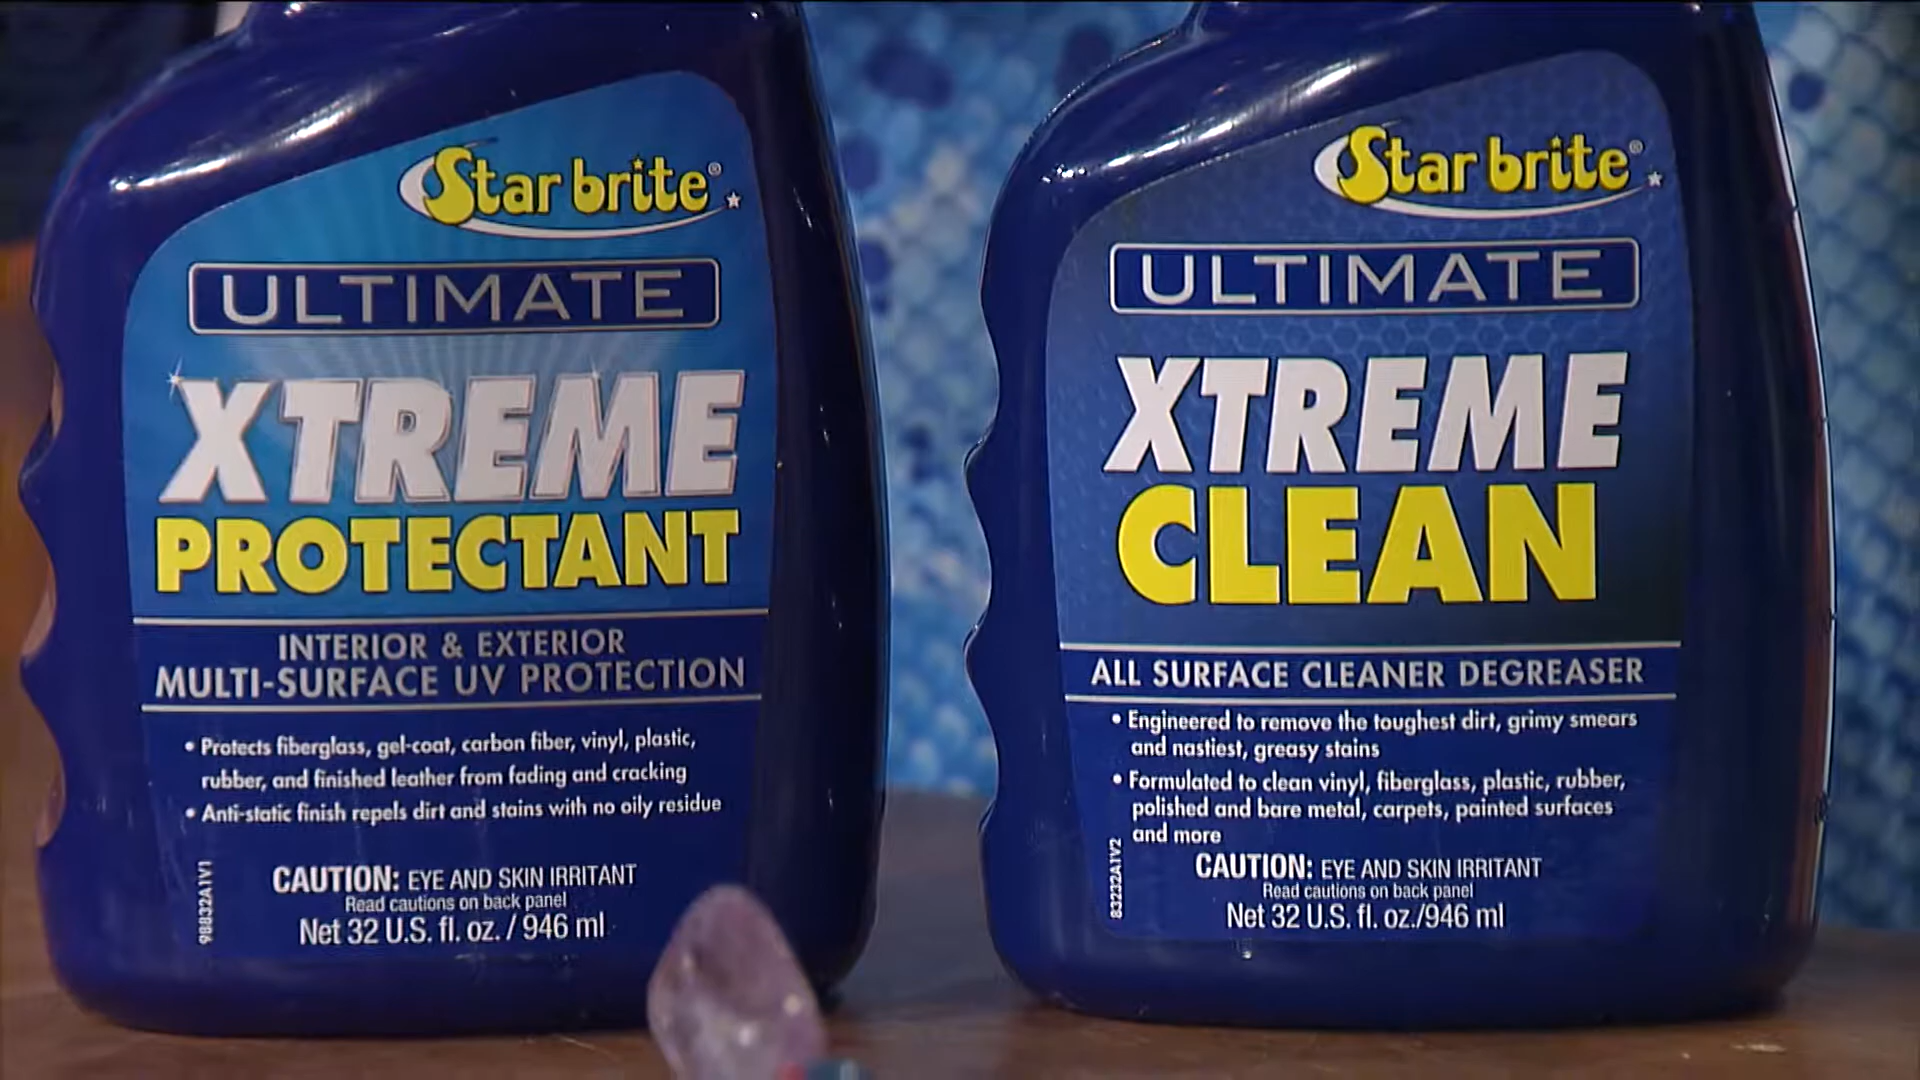 Star brite®
ULTIMATE
XTREME
PROTECTANT
INTERIOR & EXTERIOR
MULTI-SURFACE UV PROTECTION
• Protects fiberglass, gel-coat, carbon fiber, vinyl, plastic,
rubber, and finished leather from fading and cracking
• Anti-static finish repels dirt and stains with no oily residue
CAUTION: EYE AND SKIN IRRITANT
Read cautions on back panel
Net 32 U.S. fl. oz. / 946 ml
98832A1V1
Star brite®
ULTIMATE
XTREME
CLEAN
ALL SURFACE CLEANER DEGREASER
• Engineered to remove the toughest dirt, grimy smears
and nastiest, greasy stains
• Formulated to clean vinyl, fiberglass, plastic, rubber,
polished and bare metal, carpets, painted surfaces
and more
CAUTION: EYE AND SKIN IRRITANT
Read cautions on back panel
Net 32 U.S. fl. oz./946 ml
83232A1V2